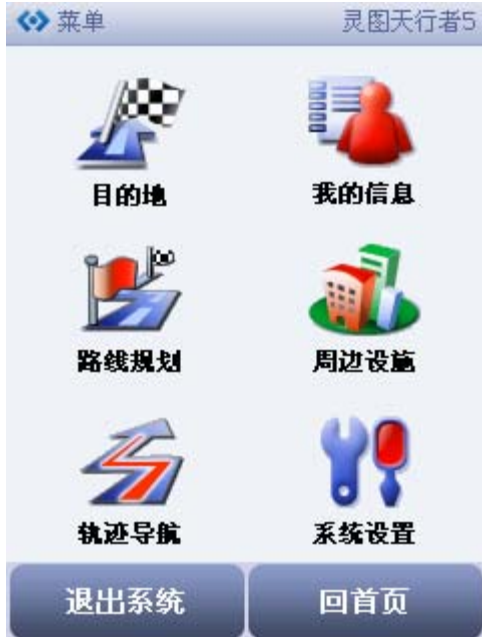 菜单 灵图天行者5
目的地 我的信息
路线规划 周边设施
轨迹导航 系统设置
退出系统 回首页